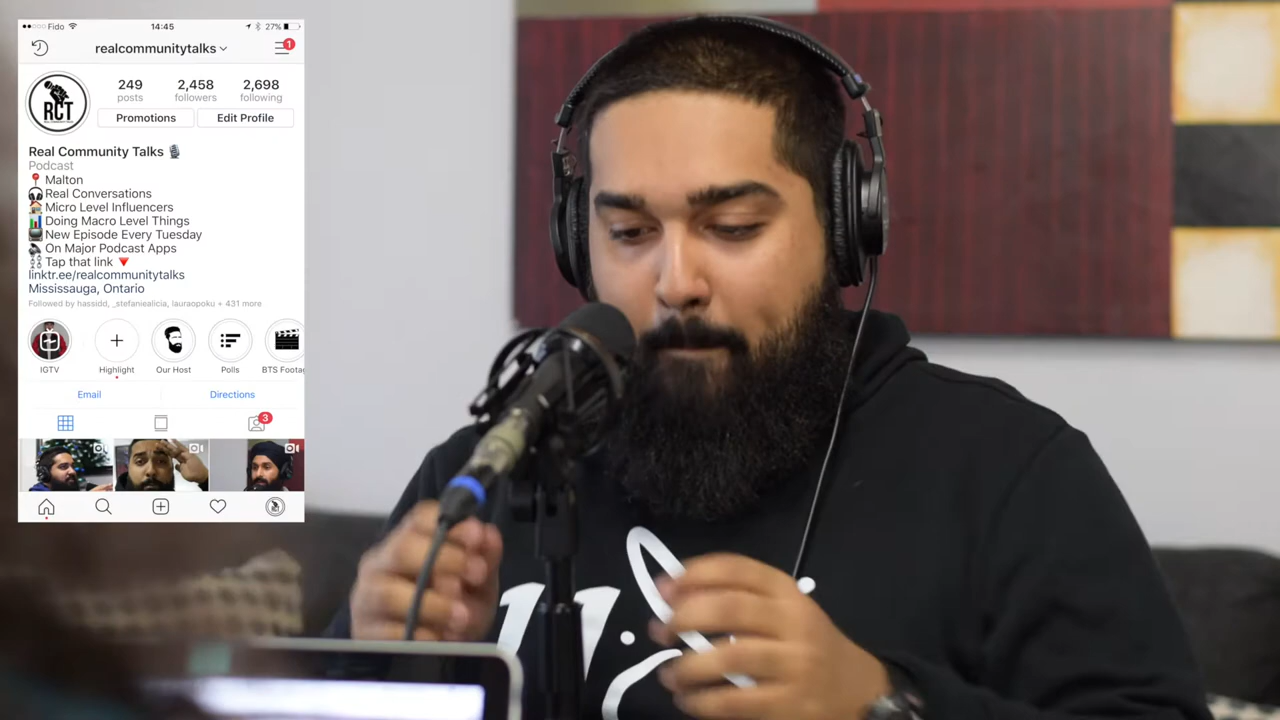 Fido 14:45 27%
realcommunitytalks 1
249 2,458 2,698
posts followers following
Promotions Edit Profile
RCT
Real Community Talks
Podcast
Malton
Real Conversations
Micro Level Influencers
Doing Macro Level Things
New Episode Every Tuesday
On Major Podcast Apps
Tap that link
linktr.ee/realcommunitytalks
Mississauga, Ontario
Followed by hassidd, _stefaniealicia, lauraopoku + 431 more
IGTV Highlight Our Host Polls BTS Foota
Email Directions
3